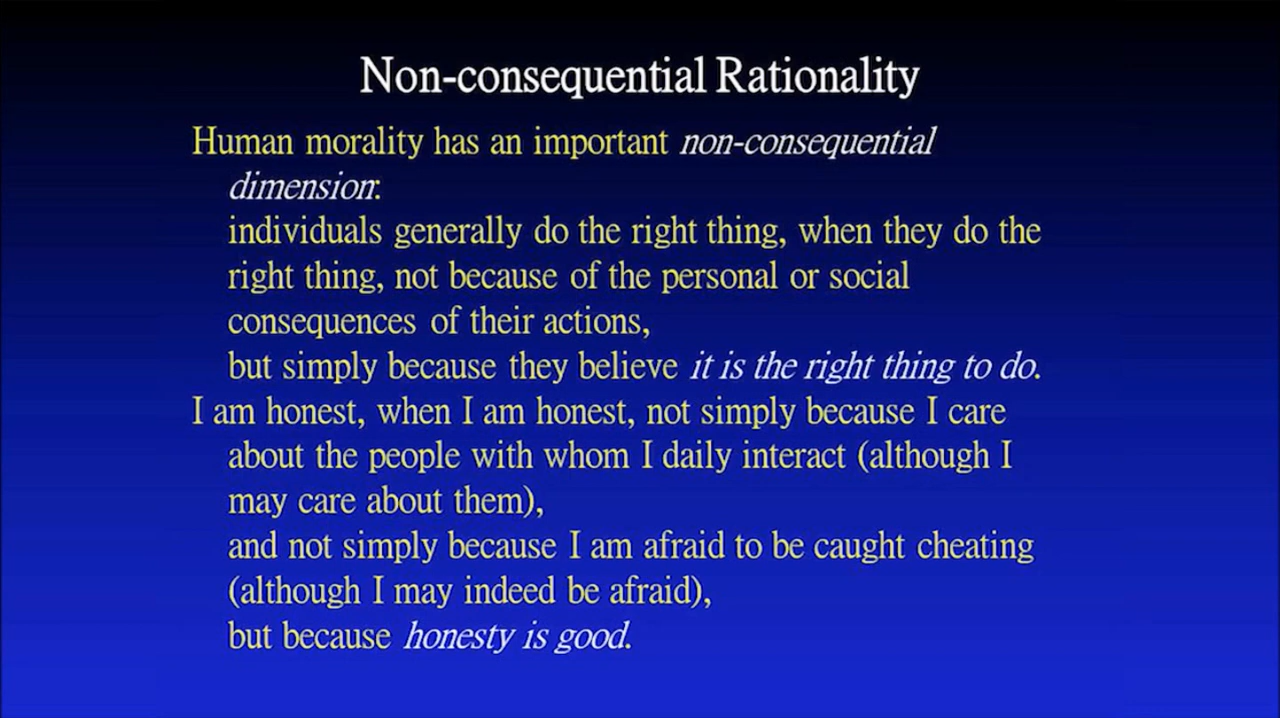 Non-consequential Rationality
Human morality has an important non-consequential
dimension:
individuals generally do the right thing, when they do the
right thing, not because of the personal or social
consequences of their actions,
but simply because they believe it is the right thing to do.
I am honest, when I am honest, not simply because I care
about the people with whom I daily interact (although I
may care about them),
and not simply because I am afraid to be caught cheating
(although I may indeed be afraid),
but because honesty is good.